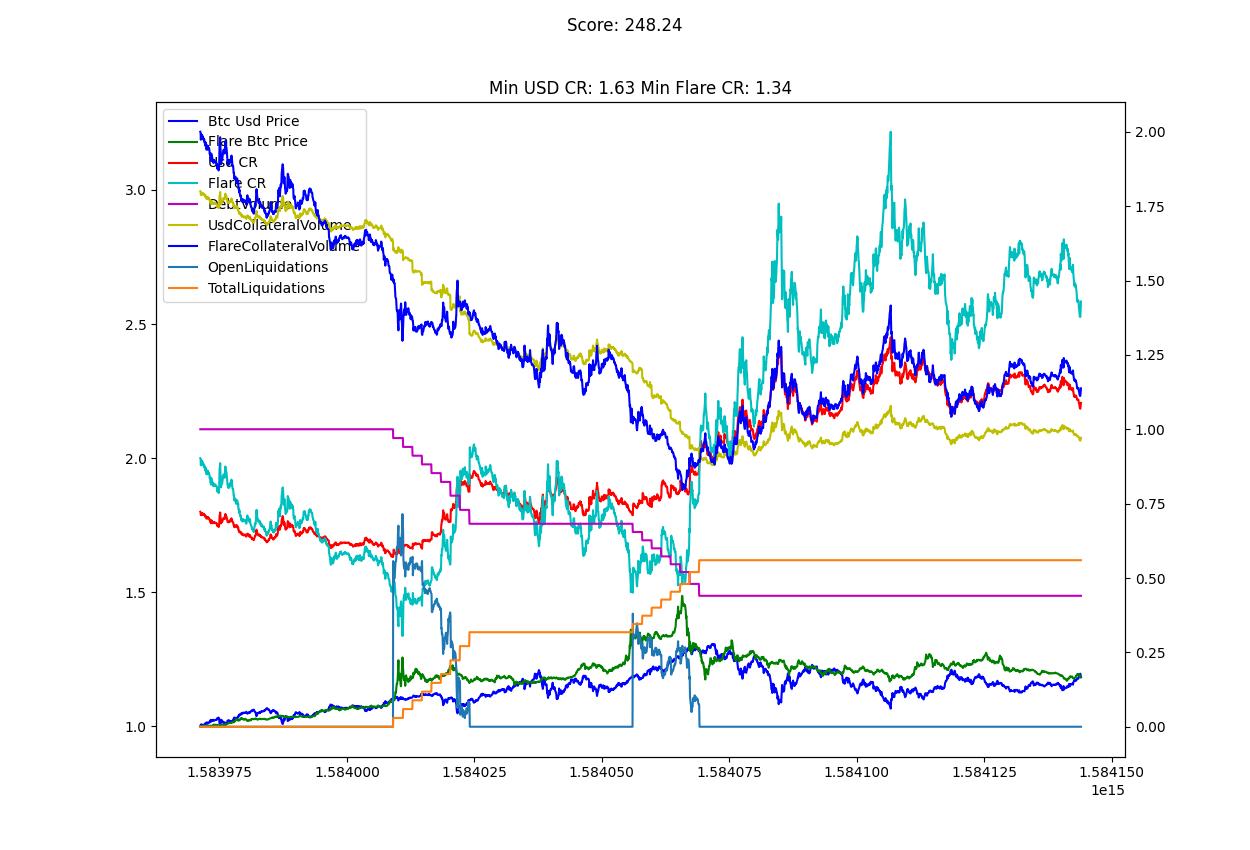 Score: 248.24
Min USD CR: 1.63 Min Flare CR: 1.34
Btc Usd Price
Flare Btc Price
Usd CR
Flare CR
DebtVolume
UsdCollateralVolume
FlareCollateralVolume
OpenLiquidations
TotalLiquidations
3.0
2.5
2.0
1.5
1.0
2.00
1.75
1.50
1.25
1.00
0.75
0.50
0.25
0.00
1.583975
1.584000
1.584025
1.584050
1.584075
1.584100
1.584125
1.584150
1e15